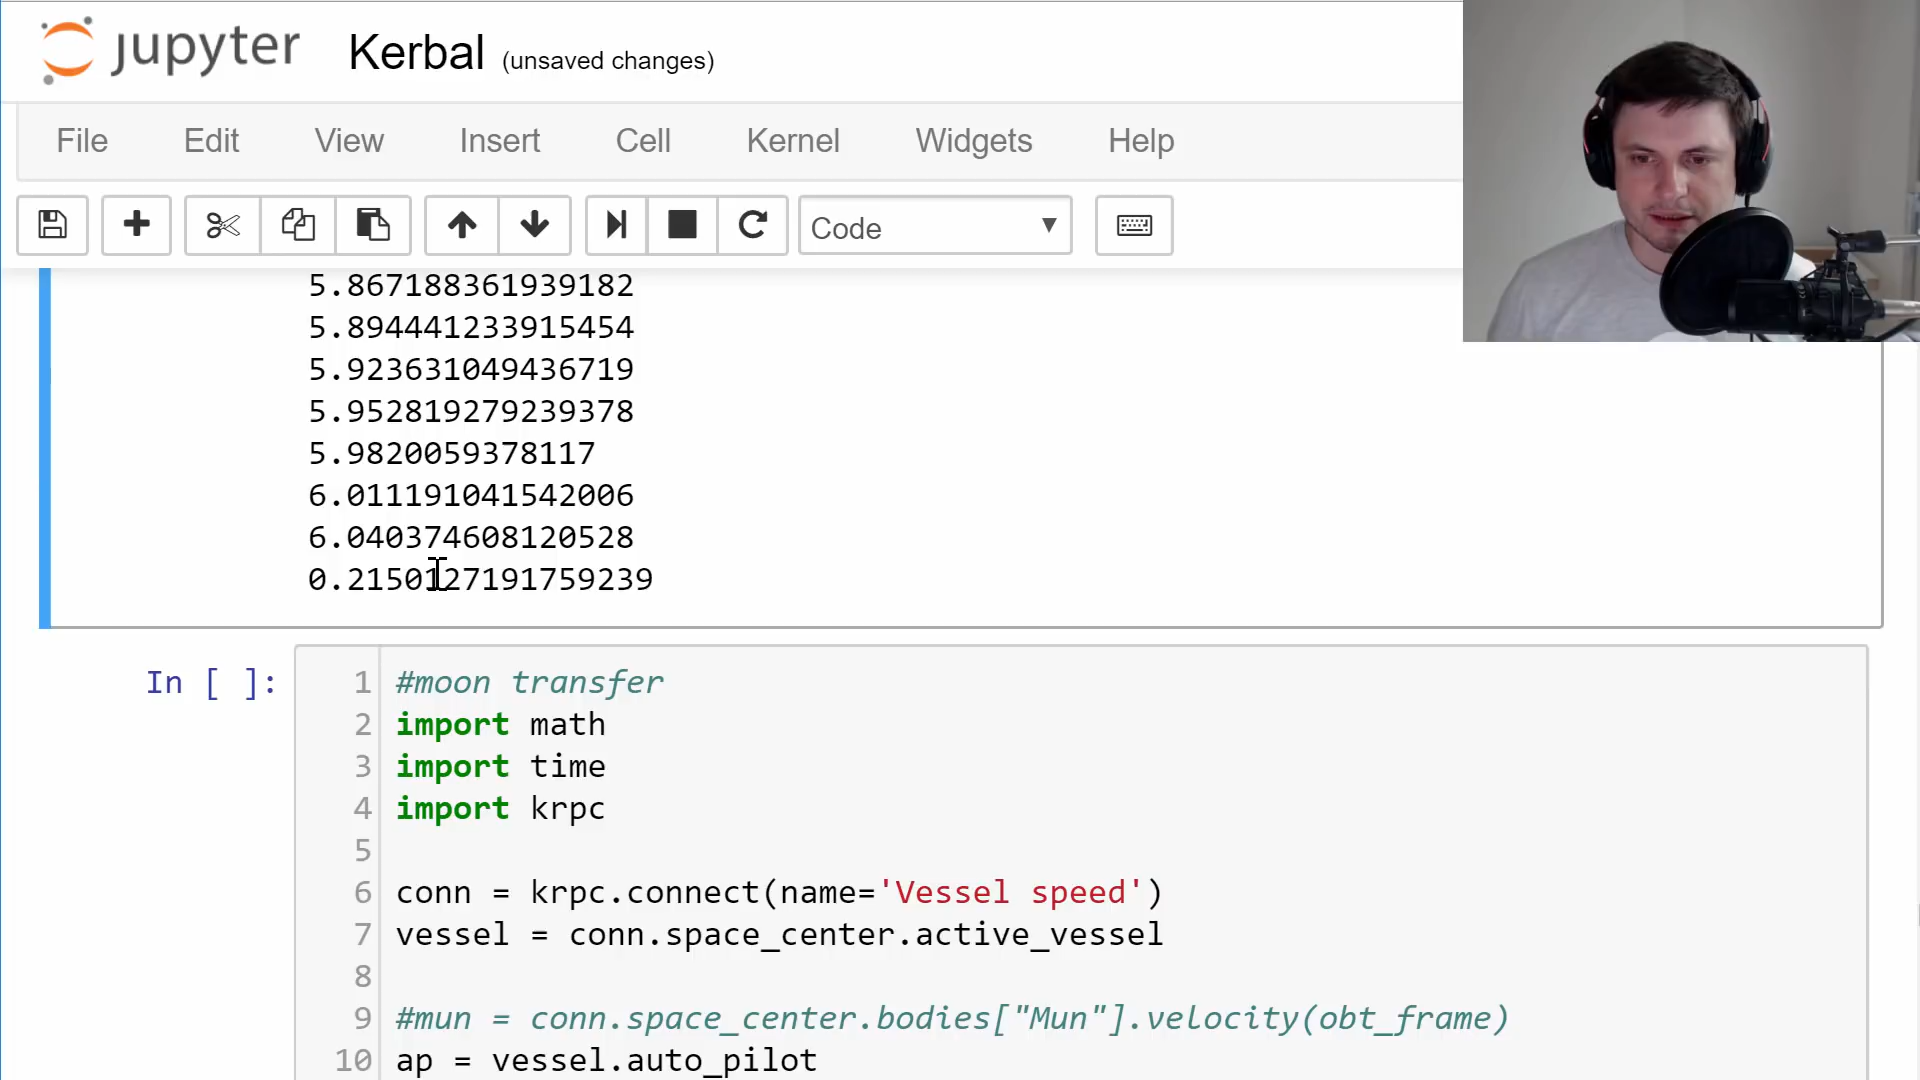 jupyter Kerbal (unsaved changes)
File Edit View Insert Cell Kernel Widgets Help
Code
5.867188361939182
5.894441233915454
5.923631049436719
5.952819279239378
5.9820059378117
6.011191041542006
6.040374608120528
0.2150127191759239
In [ ]:
1 #moon transfer
2 import math
3 import time
4 import krpc
5
6 conn = krpc.connect(name='Vessel speed')
7 vessel = conn.space_center.active_vessel
8
9 #mun = conn.space_center.bodies["Mun"].velocity(obt_frame)
10 ap = vessel.auto_pilot